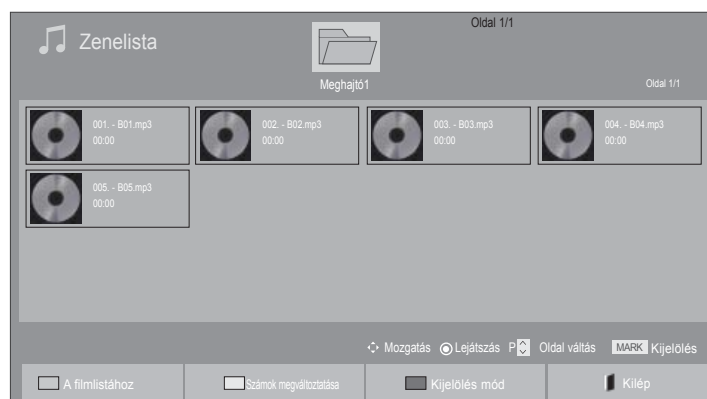 Oldal 1/1
Zenelista
Meghajtó1
Oldal 1/1
001. - B01.mp3
00:00
002. - B02.mp3
00:00
003. - B03.mp3
00:00
004. - B04.mp3
00:00
005. - B05.mp3
00:00
Mozgatás Lejátszás P Oldal váltás MARK Kijelölés
A filmlistához Számok megváltoztatása Kijelölés mód Kilép